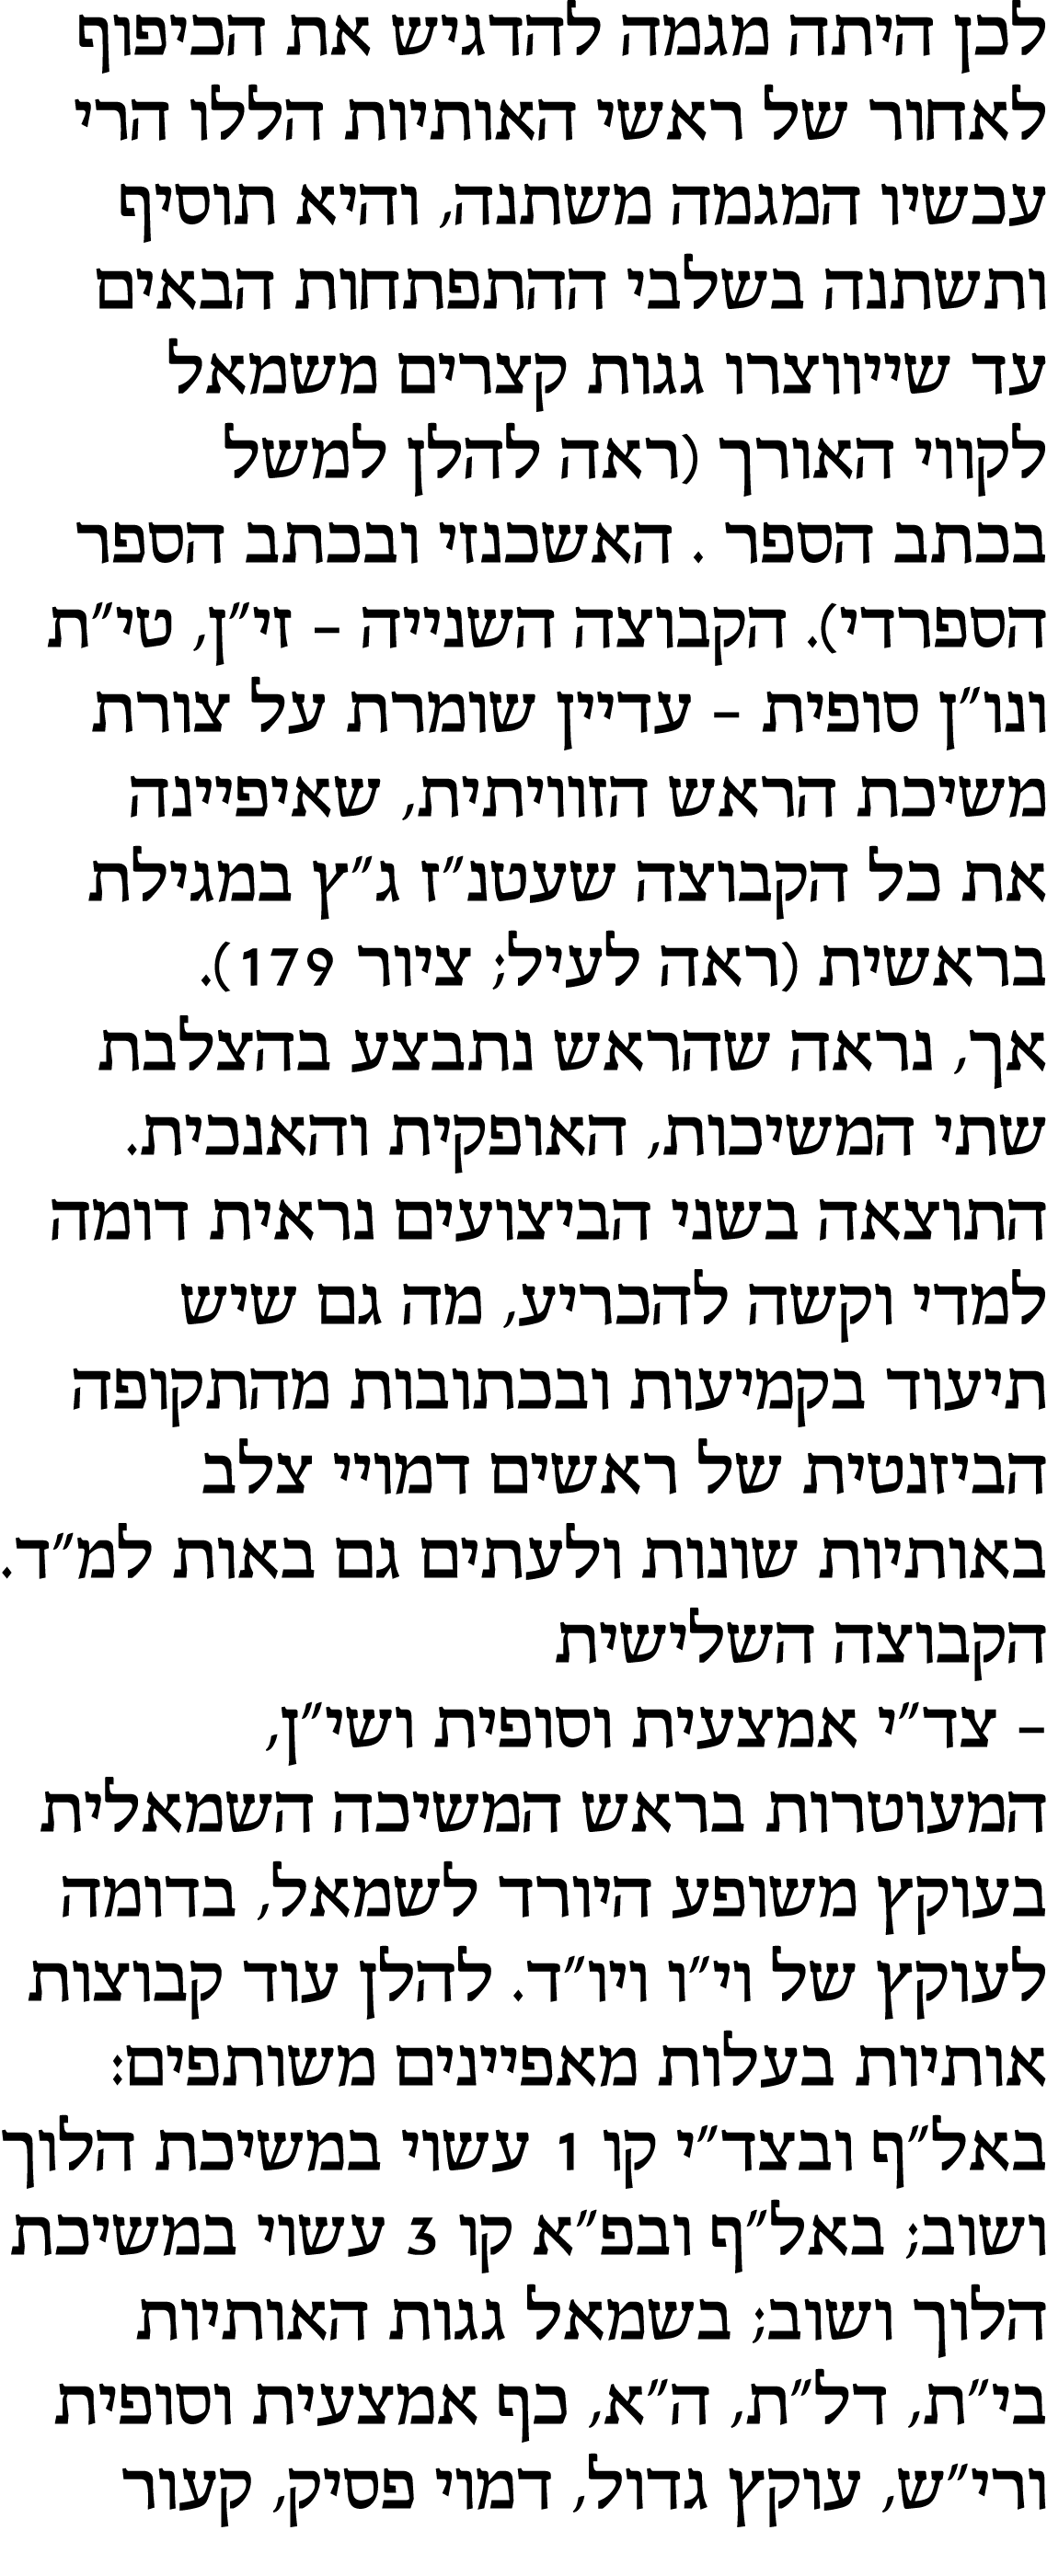 לכן היתה מגמה להדגיש את הכיפוף
לאחור של ראשי האותיות הללו הרי
עכשיו המגמה משתנה, והיא תוסיף
ותשתנה בשלבי ההתפתחות הבאים
עד שייווצרו גגות קצרים משמאל
לקווי האורך (ראה להלן למשל
בכתב הספר . האשכנזי ובכתב הספר
הספרדי). הקבוצה השנייה – זי״ן, טי״ת
ונו״ן סופית – עדיין שומרת על צורת
משיכת הראש הזוויתית, שאיפיינה
את כל הקבוצה שעטנ״ז ג״ץ במגילת
בראשית (ראה לעיל; ציור 179).
אך, נראה שהראש נתבצע בהצלבת
שתי המשיכות, האופקית והאנכית.
התוצאה בשני הביצועים נראית דומה
למדי וקשה להכריע, מה גם שיש
תיעוד בקמיעות ובכתובות מהתקופה
הביזנטית של ראשים דמויי צלב
באותיות שונות ולעתים גם באות למ״ד.
הקבוצה השלישית
– צד״י אמצעית וסופית ושי״ן,
המעוטרות בראש המשיכה השמאלית
בעוקץ משופע היורד לשמאל, בדומה
לעוקץ של וי״ו ויו״ד. להלן עוד קבוצות
אותיות בעלות מאפיינים משותפים:
באל״ף ובצד״י קו 1 עשוי במשיכת הלוך
ושוב; באל״ף ובפ״א קו 3 עשוי במשיכת
הלוך ושוב; בשמאל גגות האותיות
בי״ת, דל״ת, ה״א, כף אמצעית וסופית
ורי״ש, עוקץ גדול, דמוי פסיק, קעור